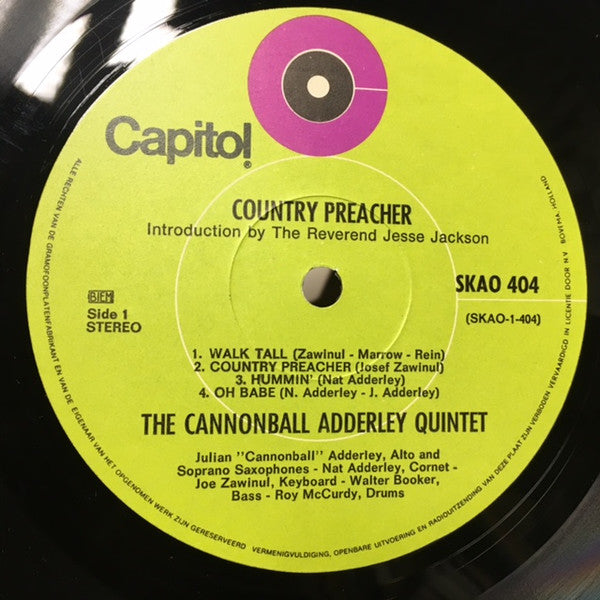 Capitol
®
COUNTRY PREACHER
Introduction by The Reverend Jesse Jackson
SKAO 404
(SKAO-1-404)
BIEM
Side 1
STEREO
1. WALK TALL (Zawinul - Marrow - Rein)
2. COUNTRY PREACHER (Josef Zawinul)
3. HUMMIN' (Nat Adderley)
4. OH BABE (N. Adderley - J. Adderley)
THE CANNONBALL ADDERLEY QUINTET
Julian "Cannonball" Adderley, Alto and
Soprano Saxophones - Nat Adderley, Cornet -
Joe Zawinul, Keyboard - Walter Booker,
Bass - Roy McCurdy, Drums
ALLE RECHTEN VAN DE GRAMOFOONPLATENFABRIKANT EN VAN DE EIGENAAR VAN HET OPGENOMEN WERK ZIJN GERESERVEERD VERMENIGVULDIGING, OPENBARE UITVOERING EN RADIOUITZENDING VAN DEZE PLAAT ZIJN VERBODEN VERVAARDIGD IN LICENTIE DOOR N.V BOVEMA HOLLAND